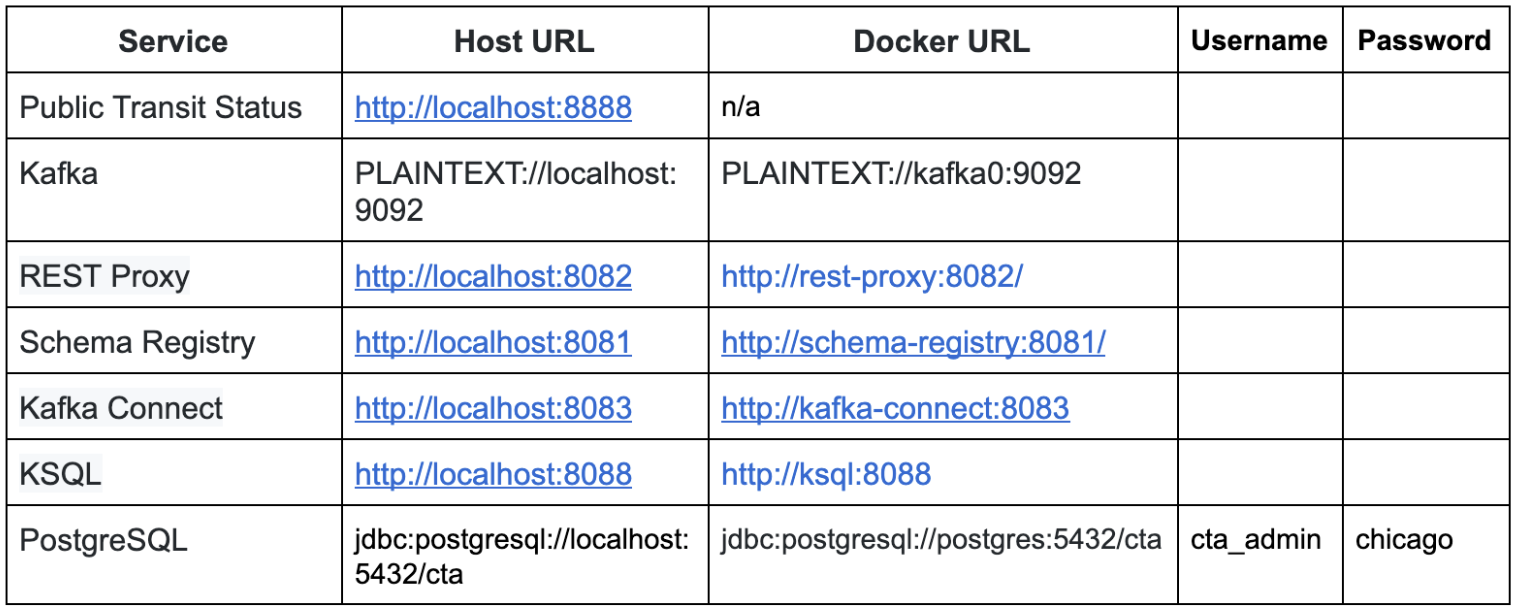 Service Host URL Docker URL Username Password
Public Transit Status http://localhost:8888 n/a
Kafka PLAINTEXT://localhost: PLAINTEXT://kafka0:9092
9092
REST Proxy http://localhost:8082 http://rest-proxy:8082/
Schema Registry http://localhost:8081 http://schema-registry:8081/
Kafka Connect http://localhost:8083 http://kafka-connect:8083
KSQL http://localhost:8088 http://ksql:8088
PostgreSQL jdbc:postgresql://localhost: jdbc:postgresql://postgres:5432/cta cta_admin chicago
5432/cta